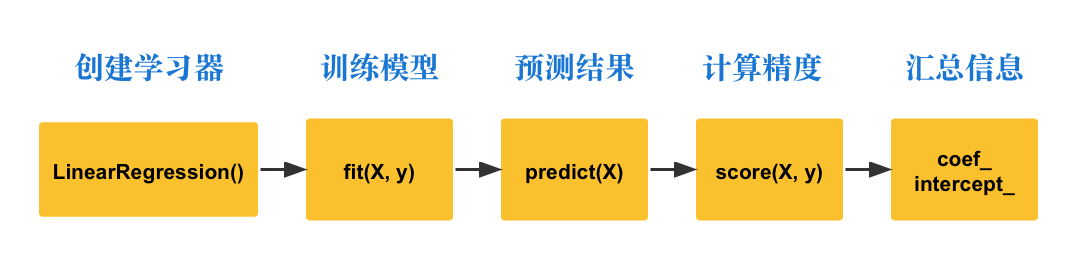 创建学习器
训练模型
预测结果
计算精度
汇总信息
LinearRegression()
fit(X, y)
predict(X)
score(X, y)
coef_
intercept_